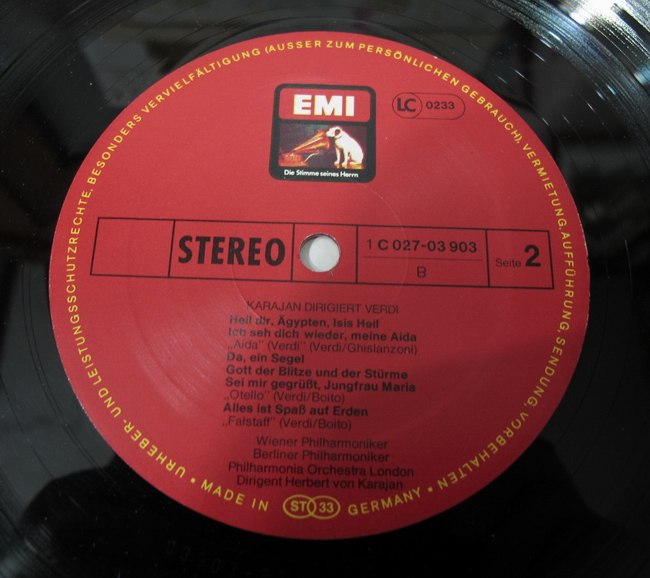 URHEBER- UND LEISTUNGSSCHUTZRECHTE, BESONDERS VERVIELFÄLTIGUNG (AUSSER ZUM PERSÖNLICHEN GEBRAUCH), VERMIETUNG, AUFFÜHRUNG, SENDUNG, VORBEHALTEN
EMI
Die Stimme seines Herrn
LC 0233
STEREO
1 C 027-03 903
B
Seite 2
KARAJAN DIRIGIERT VERDI
Heil dir, Ägypten, Isis Heil
Ich seh dich wieder, meine Aida
„Aida" (Verdi" (Verdi/Ghislanzoni)
Da, ein Segel
Gott der Blitze und der Stürme
Sei mir gegrüßt, Jungfrau Maria
„Otello" (Verdi/Boito)
Alles ist Spaß auf Erden
„Falstaff" (Verdi/Boito)
Wiener Philharmoniker
Berliner Philharmoniker
Philharmonia Orchestra London
Dirigent Herbert von Karajan
• MADE IN ST 33 GERMANY •